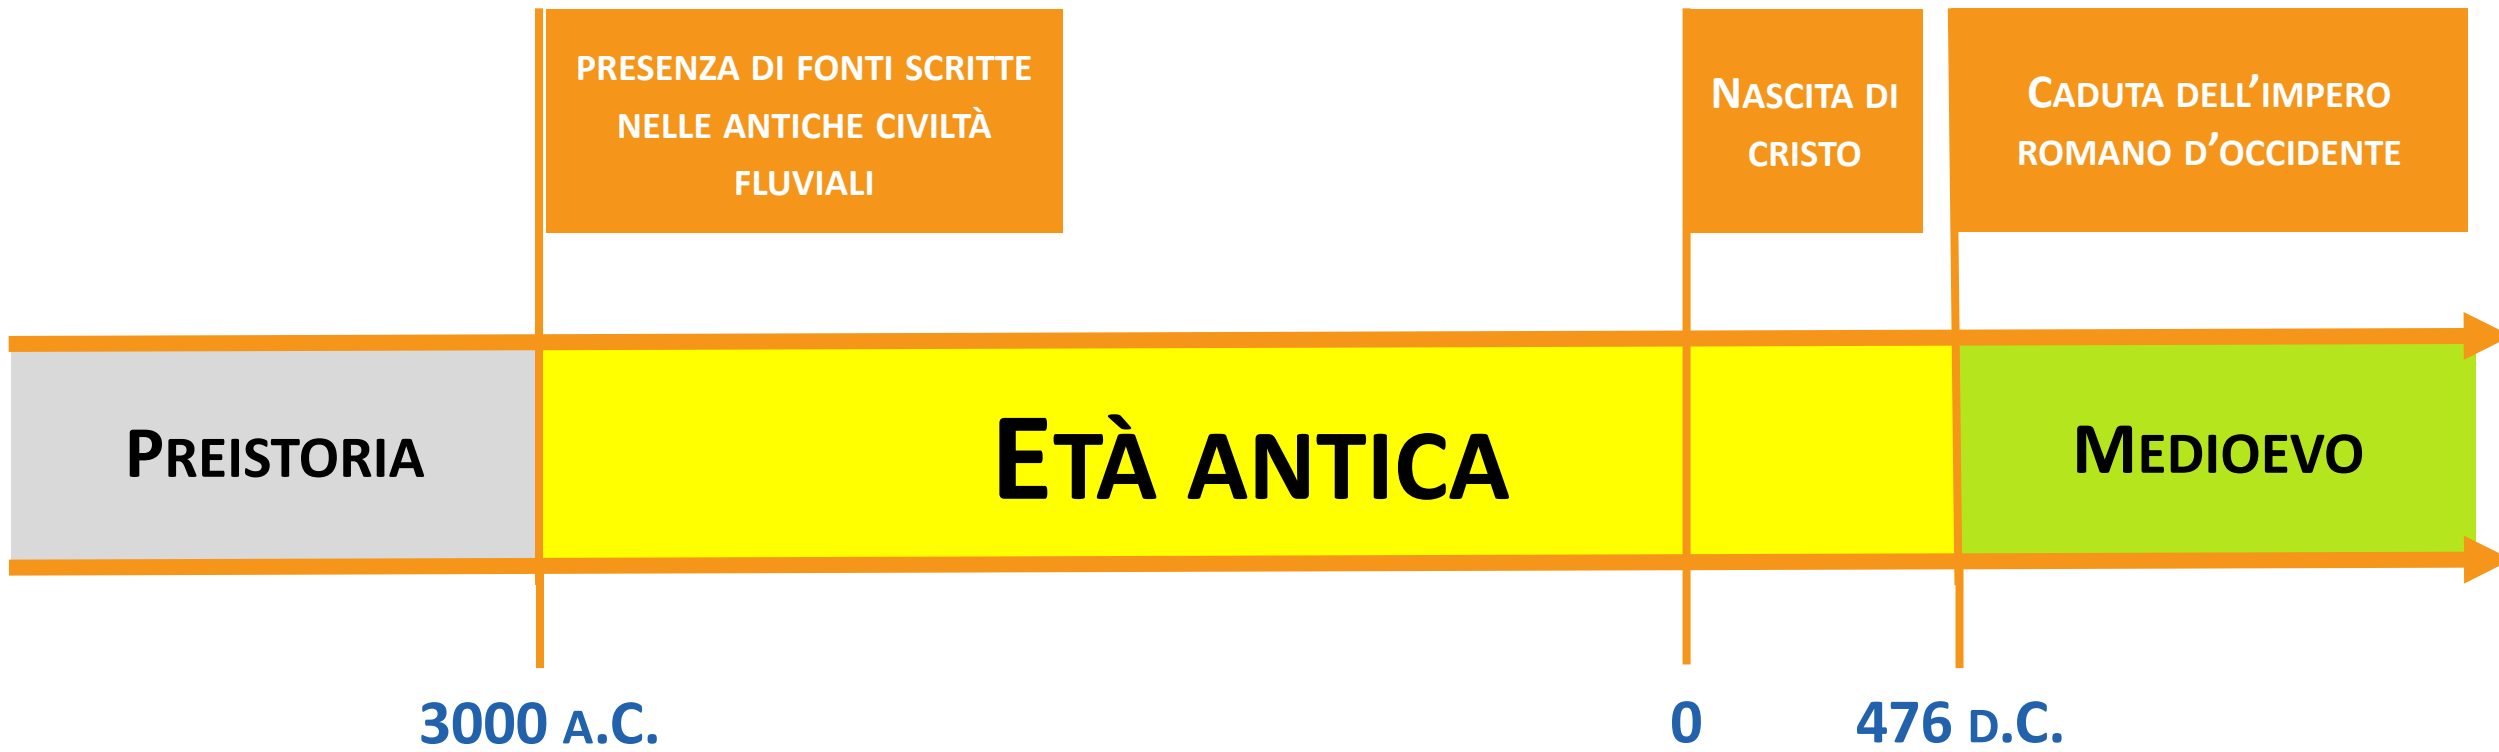 PRESENZA DI FONTI SCRITTE
NELLE ANTICHE CIVILTÀ
FLUVIALI
NASCITA DI
CRISTO
CADUTA DELL’IMPERO
ROMANO D’OCCIDENTE
PREISTORIA
ETÀ ANTICA
MEDIOEVO
3000 A.C.
0
476 D.C.